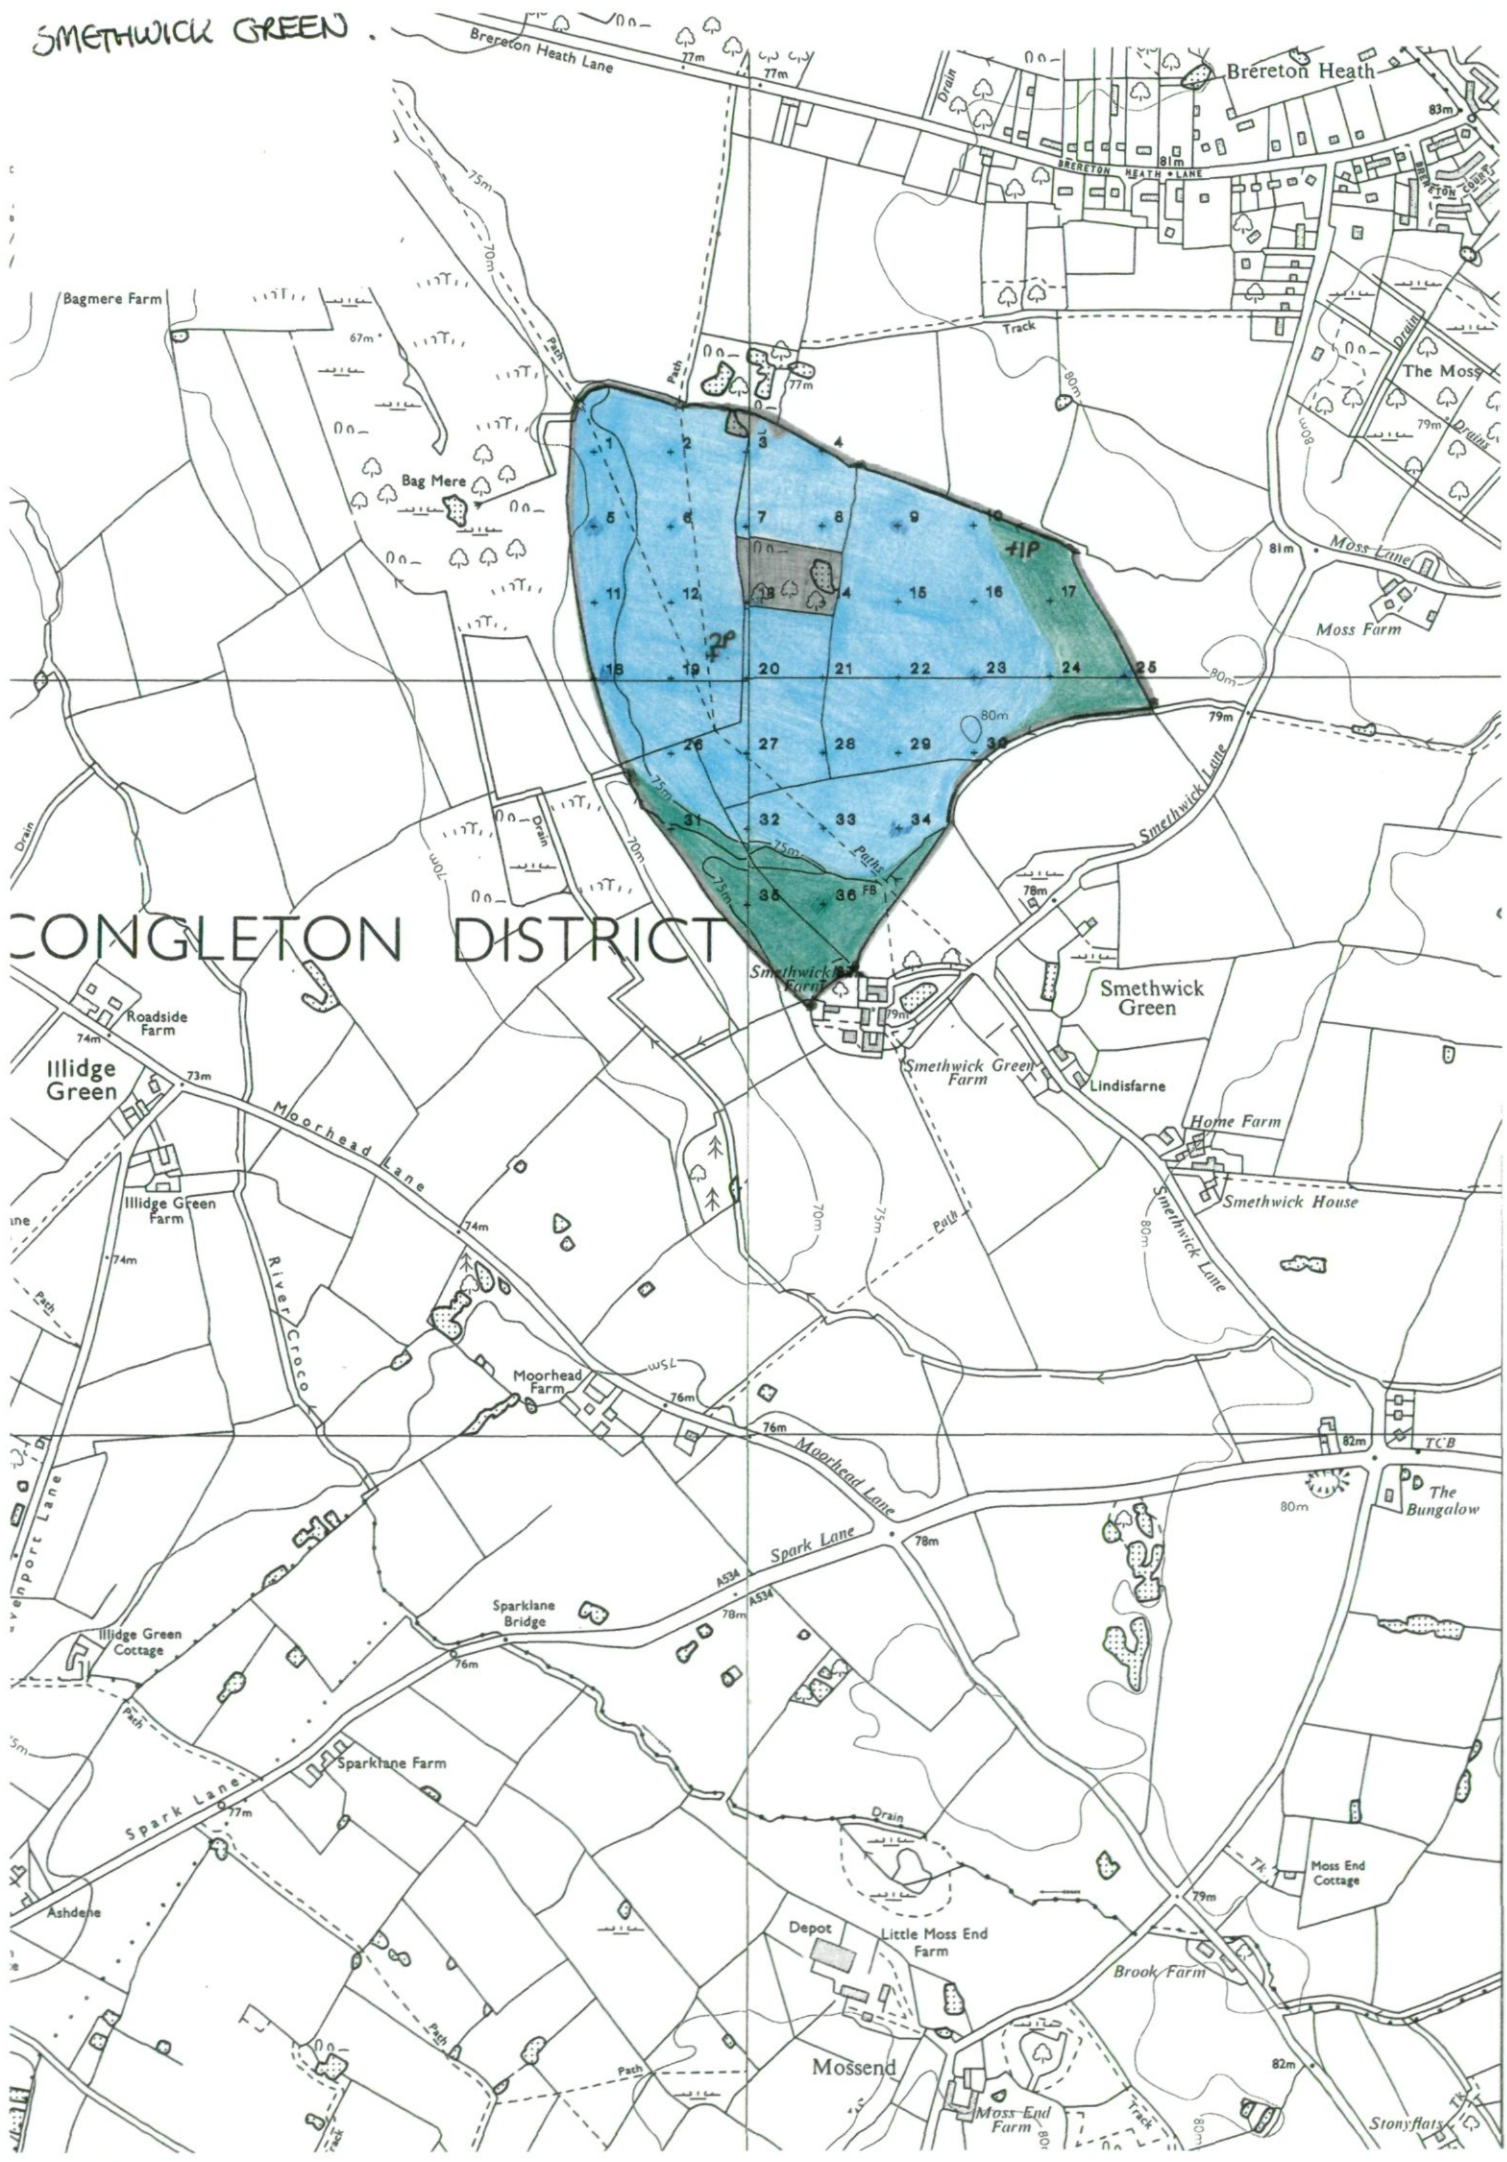 SMETHWICK GREEN.
Brereton Heath Lane
77m
77m
Drain
Brereton Heath
83m
81m
BRERETON HEATH LANE
BRERETON COURT
75m
70m
Bagmere Farm
67m
Path
Path
77m
Track
80m
Drain
The Moss
79m
Drains
80m
Bag Mere
1
2
3
4
5
6
7
8
9
10
+1P
81m
Moss Lane
Moss Farm
11
12
13
14
15
16
17
2P
18
19
20
21
22
23
24
25
80m
79m
80m
26
27
28
29
30
Smethwick Lane
75m
31
32
33
34
Drain
Drain
70m
70m
75m
Paths
FB
75m
35
36
78m
CONGLETON DISTRICT
Smethwick
Farm
79m
Smethwick
Green
Roadside
Farm
74m
Illidge
Green
73m
Smethwick Green
Farm
Lindisfarne
Moorhead Lane
Home Farm
Illidge Green
Farm
Smethwick House
74m
74m
70m
75m
Path
80m
Smethwick Lane
Path
River Croco
75m
Moorhead
Farm
76m
76m
Moorhead Lane
82m
TCB
The
Bungalow
80m
78m
Spark Lane
A534
A534
78m
Sparklane
Bridge
76m
Illidge Green
Cottage
Path
Sparklane Farm
Spark Lane
77m
Drain
Ashdene
Moss End
Cottage
Tk
79m
Depot
Little Moss End
Farm
Brook Farm
Path
Path
Mossend
82m
Moss End
Farm
Track
80m
Stonyflats
Tk